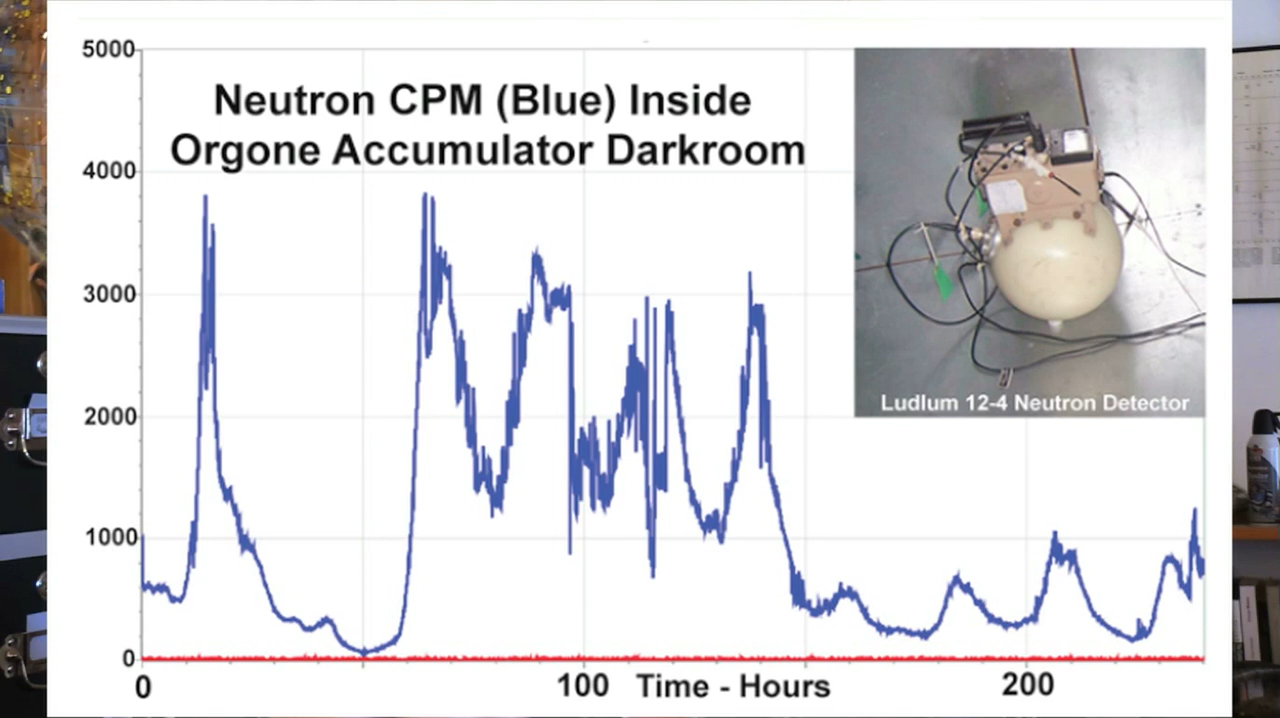 5000
Neutron CPM (Blue) Inside
Orgone Accumulator Darkroom
4000
3000
Ludlum 12-4 Neutron Detector
2000
1000
0
0
100
Time - Hours
200